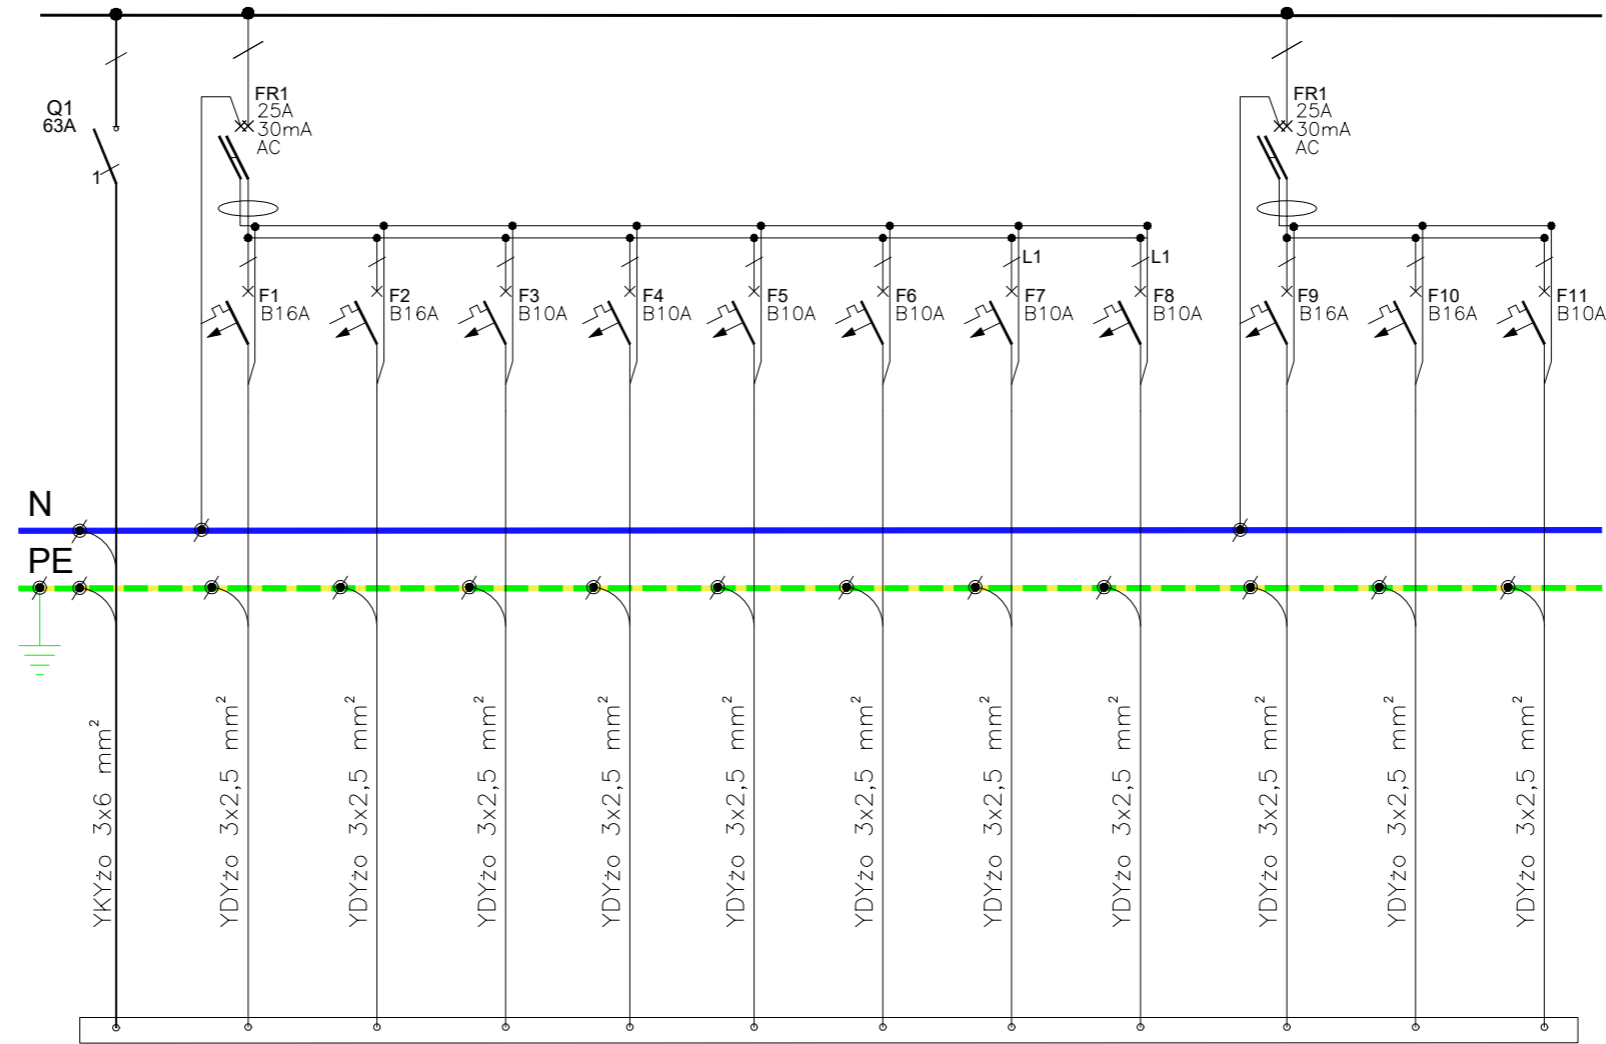 Q1
63A
1
FR1
25A
30mA
AC
FR1
25A
30mA
AC
L1
L1
F1
B16A
F2
B16A
F3
B10A
F4
B10A
F5
B10A
F6
B10A
F7
B10A
F8
B10A
F9
B16A
F10
B16A
F11
B10A
N
PE
YKYżo 3x6 mm²
YDYżo 3x2,5 mm²
YDYżo 3x2,5 mm²
YDYżo 3x2,5 mm²
YDYżo 3x2,5 mm²
YDYżo 3x2,5 mm²
YDYżo 3x2,5 mm²
YDYżo 3x2,5 mm²
YDYżo 3x2,5 mm²
YDYżo 3x2,5 mm²
YDYżo 3x2,5 mm²
YDYżo 3x2,5 mm²